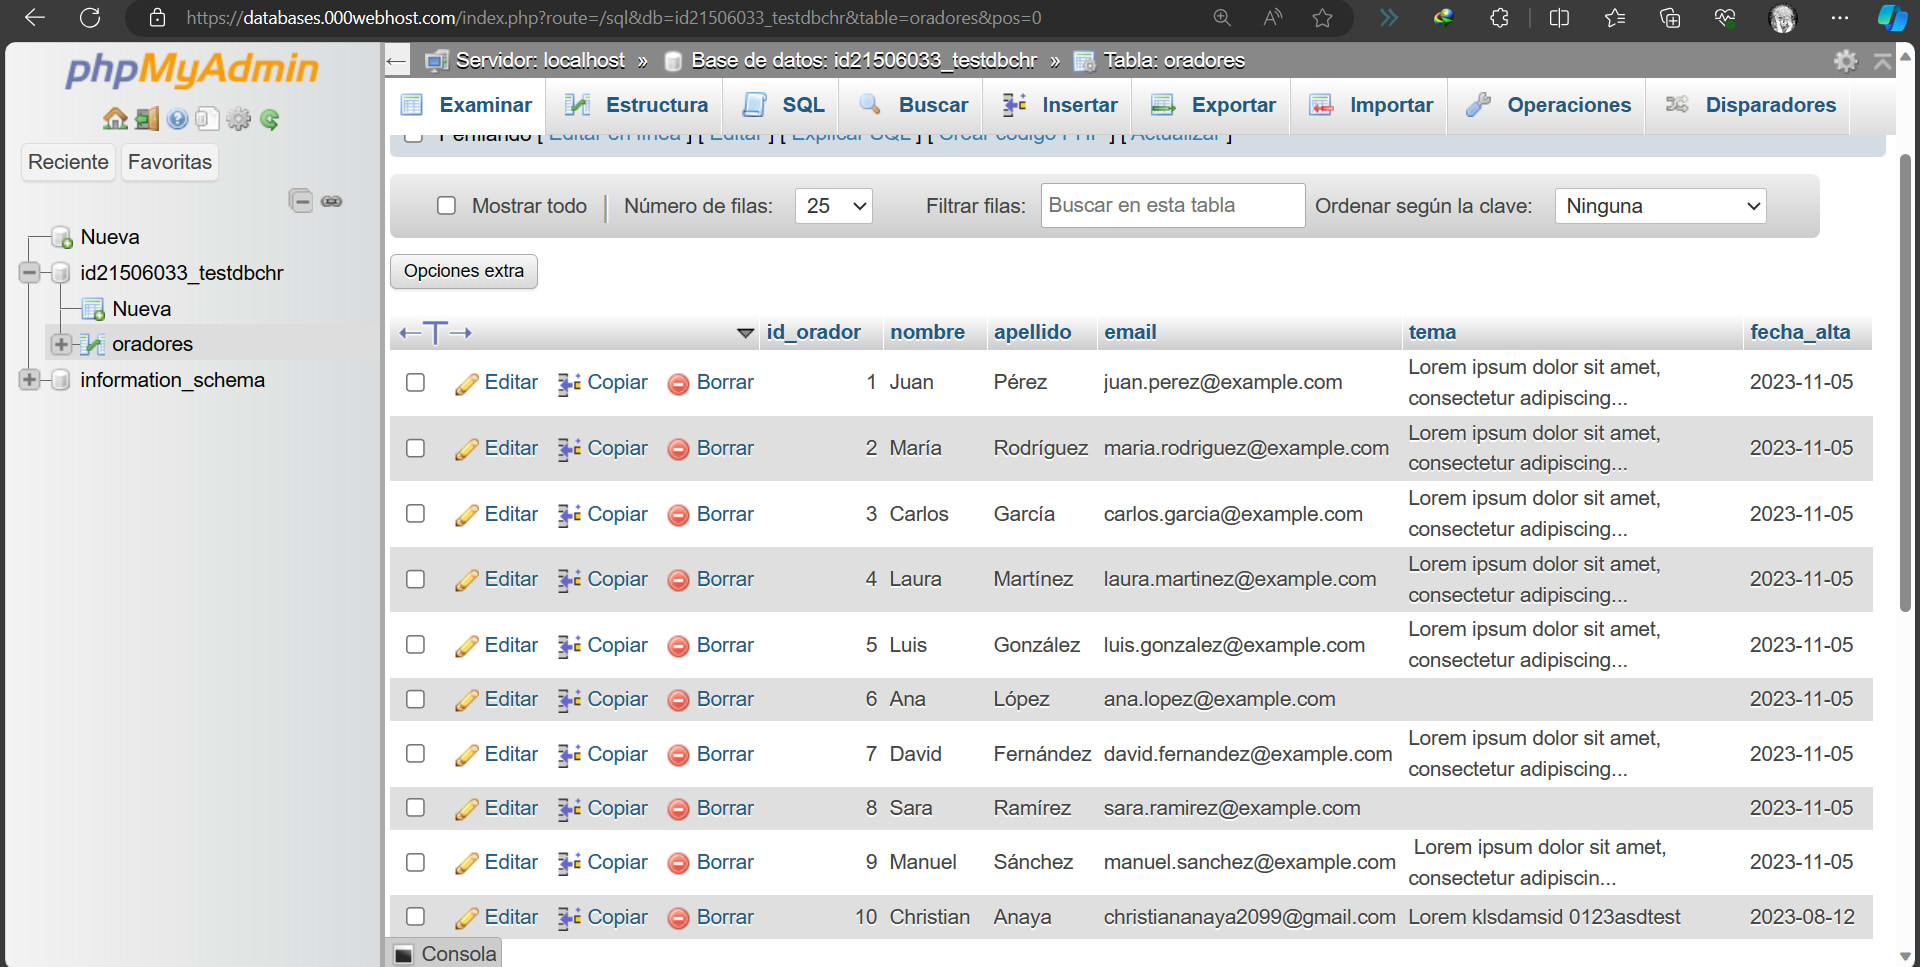 https://databases.000webhost.com/index.php?route=/sql&db=id21506033_testdbchr&table=oradores&pos=0
phpMyAdmin
Reciente Favoritas
Nueva
id21506033_testdbchr
Nueva
oradores
information_schema
Servidor: localhost » Base de datos: id21506033_testdbchr » Tabla: oradores
Examinar Estructura SQL Buscar Insertar Exportar Importar Operaciones Disparadores
Perfilando [ Editar en línea ] [ Editar ] [ Explicar SQL ] [ Crear código PHP ] [ Actualizar ]
Mostrar todo | Número de filas: 25 Filtrar filas: Buscar en esta tabla Ordenar según la clave: Ninguna
Opciones extra
←T→ id_orador nombre apellido email tema fecha_alta
Editar Copiar Borrar 1 Juan Pérez juan.perez@example.com Lorem ipsum dolor sit amet, 2023-11-05
consectetur adipiscing...
Editar Copiar Borrar 2 María Rodríguez maria.rodriguez@example.com Lorem ipsum dolor sit amet, 2023-11-05
consectetur adipiscing...
Editar Copiar Borrar 3 Carlos García carlos.garcia@example.com Lorem ipsum dolor sit amet, 2023-11-05
consectetur adipiscing...
Editar Copiar Borrar 4 Laura Martínez laura.martinez@example.com Lorem ipsum dolor sit amet, 2023-11-05
consectetur adipiscing...
Editar Copiar Borrar 5 Luis González luis.gonzalez@example.com Lorem ipsum dolor sit amet, 2023-11-05
consectetur adipiscing...
Editar Copiar Borrar 6 Ana López ana.lopez@example.com 2023-11-05
Editar Copiar Borrar 7 David Fernández david.fernandez@example.com Lorem ipsum dolor sit amet, 2023-11-05
consectetur adipiscing...
Editar Copiar Borrar 8 Sara Ramírez sara.ramirez@example.com 2023-11-05
Editar Copiar Borrar 9 Manuel Sánchez manuel.sanchez@example.com Lorem ipsum dolor sit amet, 2023-11-05
consectetur adipiscin...
Editar Copiar Borrar 10 Christian Anaya christiananaya2099@gmail.com Lorem klsdamsid 0123asdtest 2023-08-12
Consola